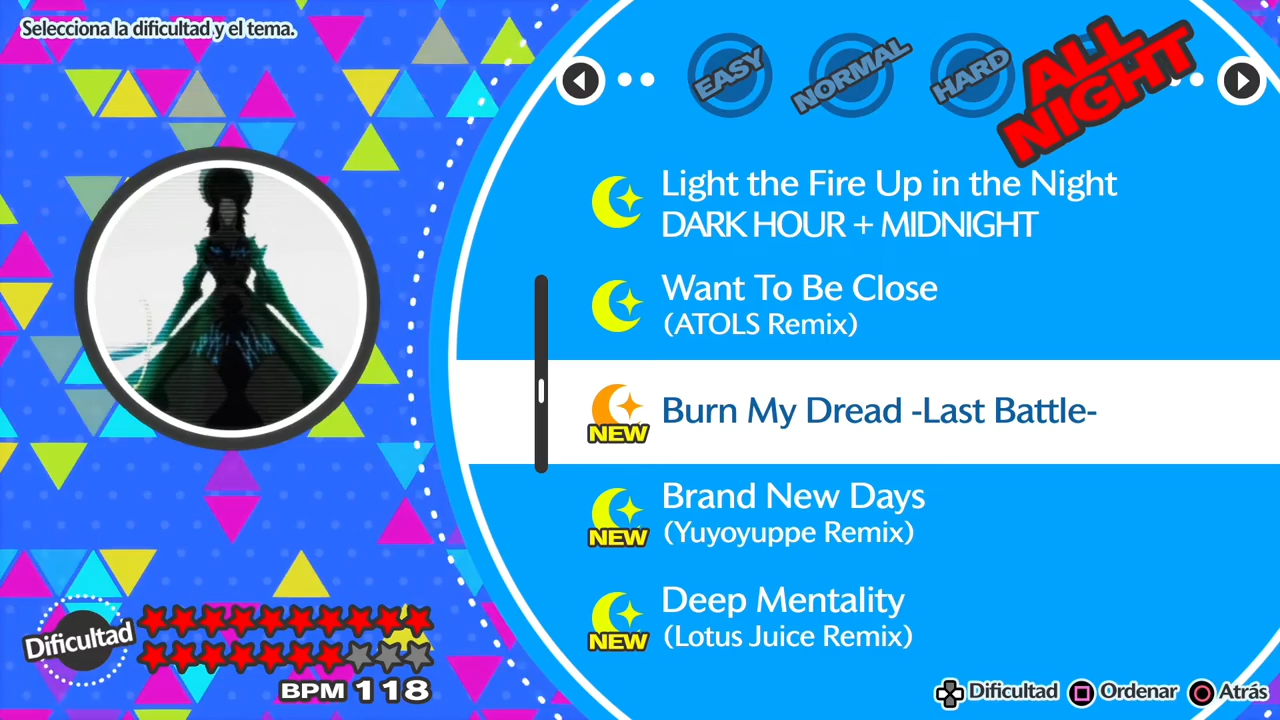 Selecciona la dificultad y el tema.
EASY
NORMAL
HARD
ALL
NIGHT
Light the Fire Up in the Night
DARK HOUR + MIDNIGHT
Want To Be Close
(ATOLS Remix)
NEW
Burn My Dread -Last Battle-
Brand New Days
NEW
(Yuyoyuppe Remix)
Deep Mentality
NEW
(Lotus Juice Remix)
Dificultad
BPM 118
Dificultad
Ordenar
Atrás